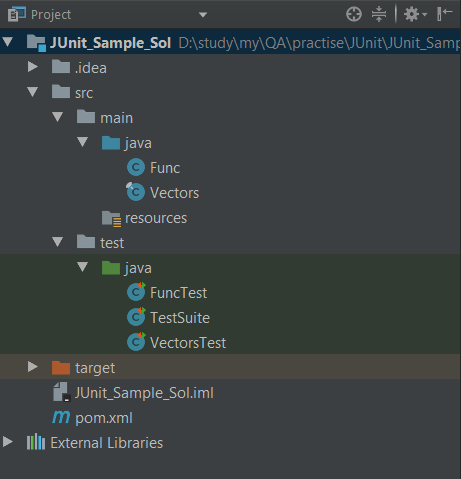 Project
JUnit_Sample_Sol D:\study\my\QA\practise\JUnit\JUnit_Sam
.idea
src
main
java
Func
Vectors
resources
test
java
FuncTest
TestSuite
VectorsTest
target
JUnit_Sample_Sol.iml
pom.xml
External Libraries